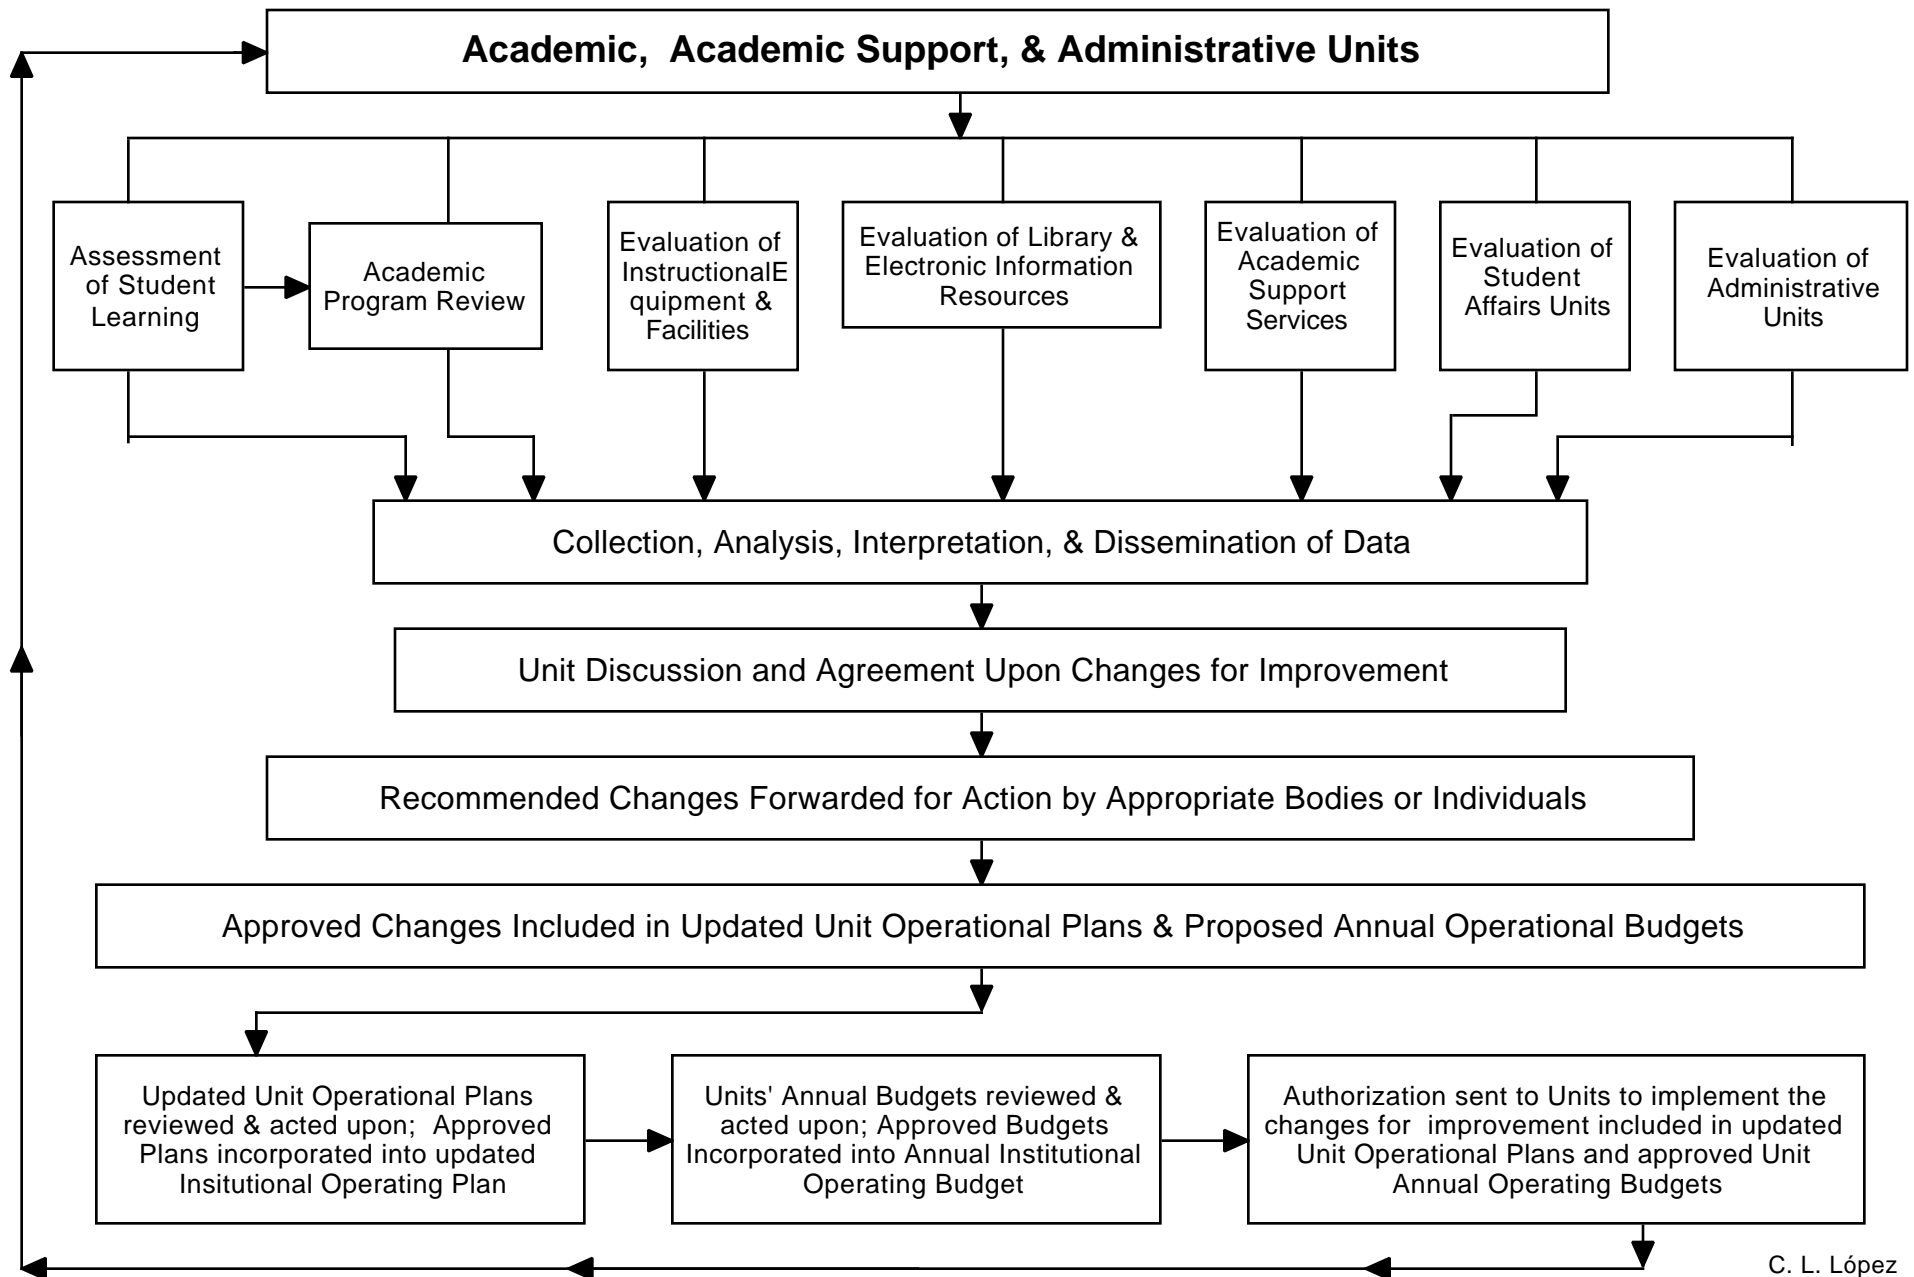 Academic,  Academic Support, & Administrative Units
Assessment
of Student
Learning
Academic
Program Review
Evaluation of
InstructionalE
quipment &
Facilities
Evaluation of Library &
Electronic Information
Resources
Evaluation of
Academic
Support
Services
Evaluation of
Student
Affairs Units
Evaluation of
Administrative
Units
Collection, Analysis, Interpretation, & Dissemination of Data
Unit Discussion and Agreement Upon Changes for Improvement
Recommended Changes Forwarded for Action by Appropriate Bodies or Individuals
Approved Changes Included in Updated Unit Operational Plans & Proposed Annual Operational Budgets
Updated Unit Operational Plans
reviewed & acted upon;  Approved
Plans incorporated into updated
Insitutional Operating Plan
Units' Annual Budgets reviewed &
acted upon; Approved Budgets
Incorporated into Annual Institutional
Operating Budget
Authorization sent to Units to implement the
changes for  improvement included in updated
Unit Operational Plans and approved Unit
Annual Operating Budgets
C. L. López